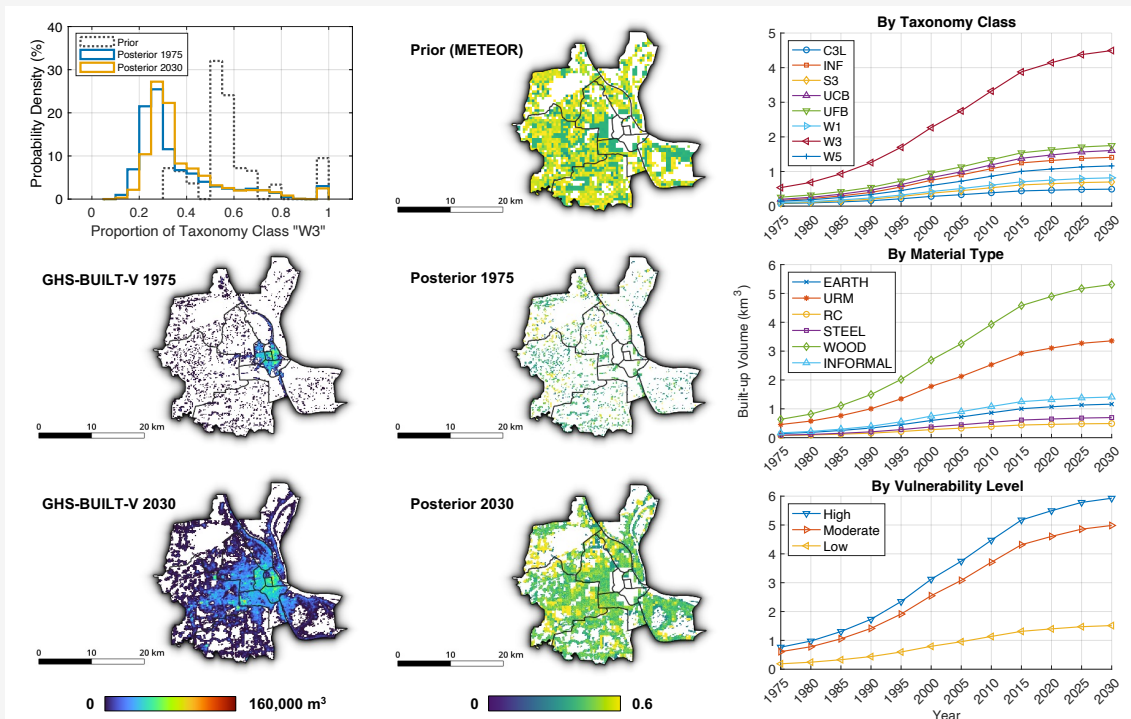 40
30
20
10
0
Probability Density (%)
Prior
Posterior 1975
Posterior 2030
0
0.2
0.4
0.6
0.8
1
Proportion of Taxonomy Class "W3"
Prior (METEOR)
0
10
20 km
By Taxonomy Class
5
4
3
2
1
0
C3L
INF
S3
UCB
UFB
W1
W3
W5
1975
1980
1985
1990
1995
2000
2005
2010
2015
2020
2025
2030
GHS-BUILT-V 1975
0
10
20 km
Posterior 1975
0
10
20 km
By Material Type
6
5
4
3
2
1
0
Built-up Volume (km³)
EARTH
URM
RC
STEEL
WOOD
INFORMAL
1975
1980
1985
1990
1995
2000
2005
2010
2015
2020
2025
2030
GHS-BUILT-V 2030
0
10
20 km
0
160,000 m³
Posterior 2030
0
10
20 km
0
0.6
By Vulnerability Level
6
5
4
3
2
1
0
High
Moderate
Low
1975
1980
1985
1990
1995
2000
2005
2010
2015
2020
2025
2030
Year